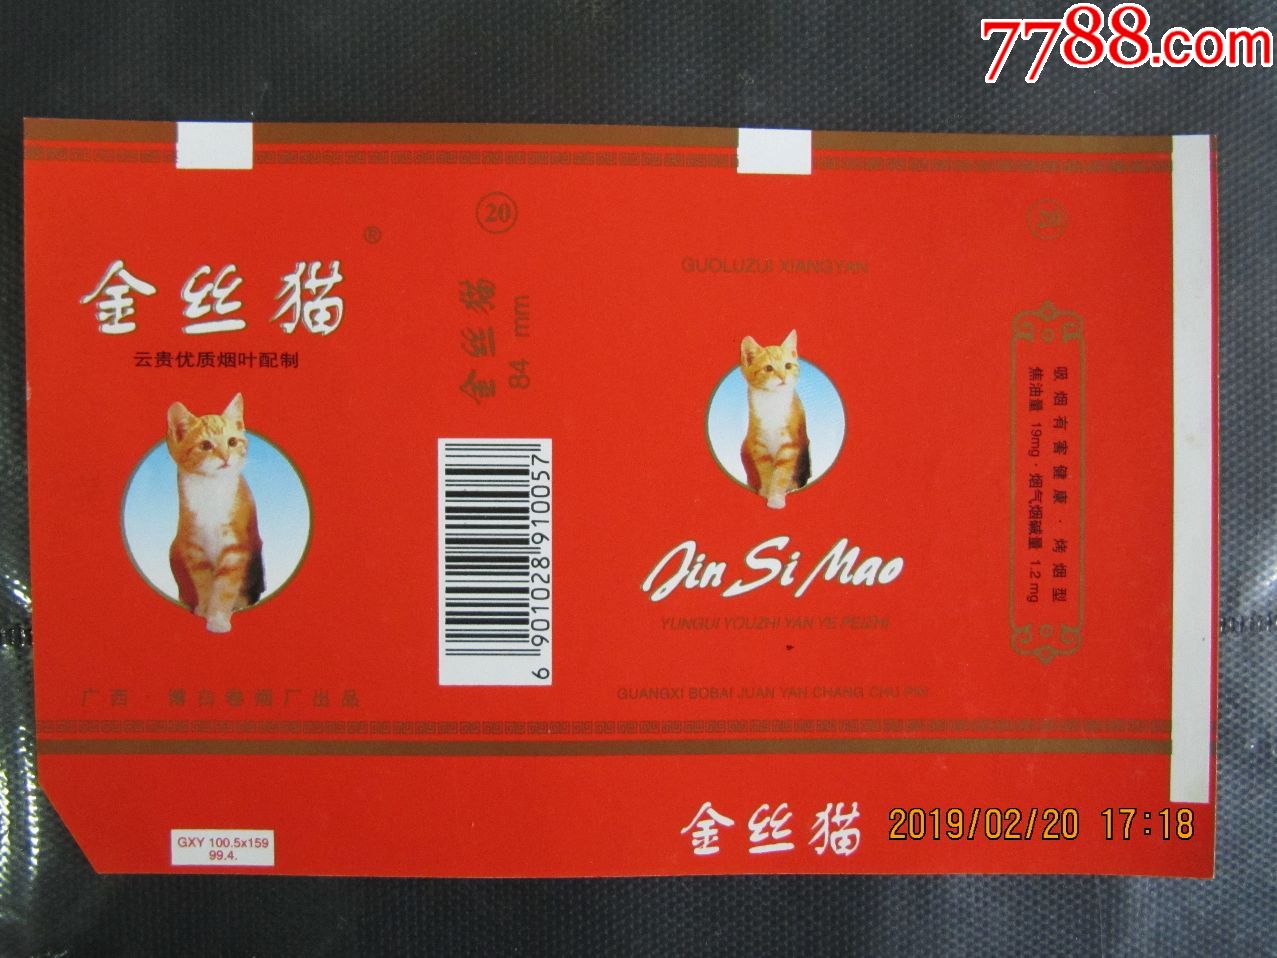 7788.com
金丝猫
®
云贵优质烟叶配制
广西·博白卷烟厂出品
20
金丝猫
84 mm
6 901028 910057
GUOLUZUI XIANGYAN
Jin Si Mao
YUNGUI YOUZHI YAN YE PEIZHI
GUANGXI BOBAI JUAN YAN CHANG CHU PIN
20
吸烟有害健康·烤烟型
焦油量 19mg·烟气烟碱量 1.2mg
GXY 100.5x159
99.4.
金丝猫
2019/02/20 17:18